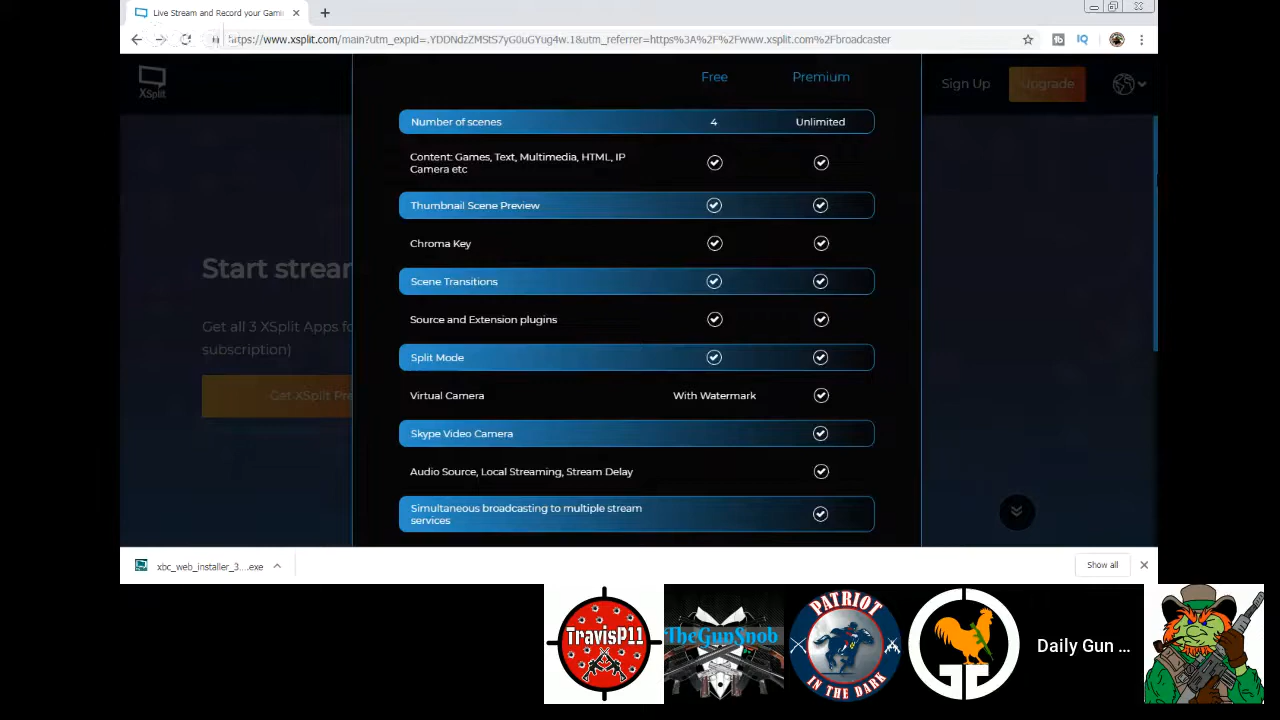 Live Stream and Record your Gami
https://www.xsplit.com/main?utm_expid=.YDDNdzZMStS7yG0uGYug4w.1&utm_referrer=https%3A%2F%2Fwww.xsplit.com%2Fbroadcaster
XSplit
Free Premium
Sign Up Upgrade
Number of scenes 4 Unlimited
Content: Games, Text, Multimedia, HTML, IP
Camera etc
Thumbnail Scene Preview
Chroma Key
Start strea
Scene Transitions
Source and Extension plugins
Get all 3 XSplit Apps fo
subscription)
Split Mode
Get XSplit Pre
Virtual Camera With Watermark
Skype Video Camera
Audio Source, Local Streaming, Stream Delay
Simultaneous broadcasting to multiple stream
services
xbc_web_installer_3....exe Show all
TravisP11
TheGunSnob
PATRIOT
IN THE DARK
Daily Gun ...